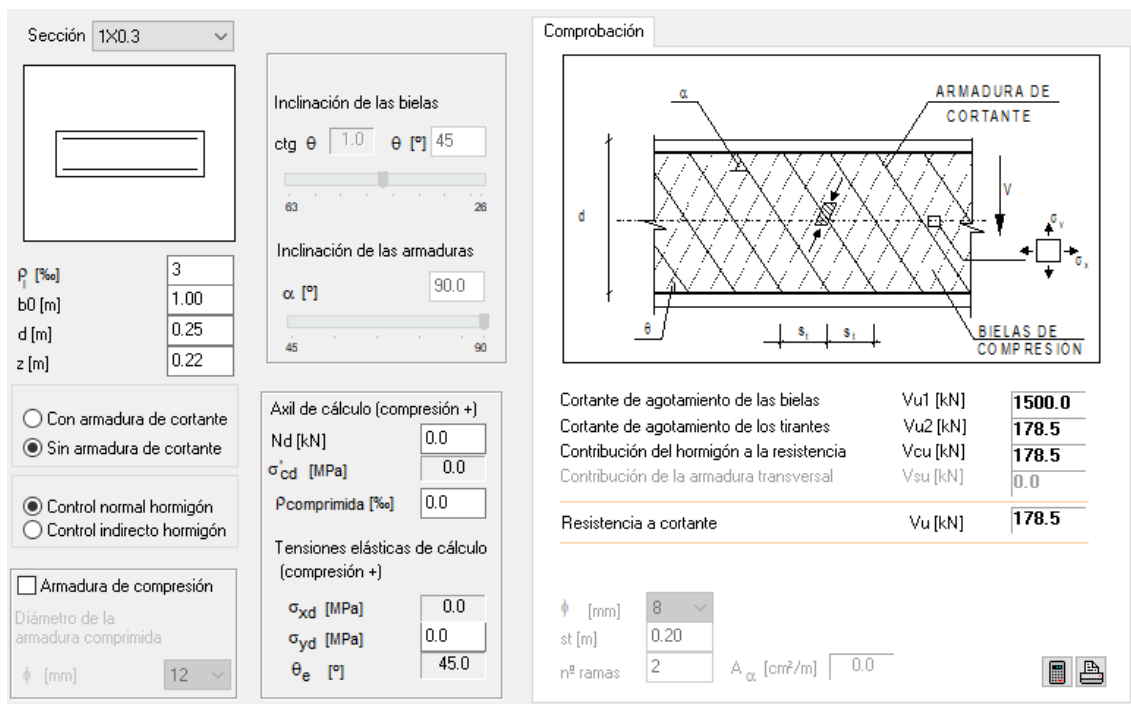 Sección 1X0.3
ρl [‰] 3
b0 [m] 1.00
d [m] 0.25
z [m] 0.22
Con armadura de cortante
Sin armadura de cortante
Control normal hormigón
Control indirecto hormigón
Armadura de compresión
Diámetro de la
armadura comprimida
ϕ [mm] 12
Inclinación de las bielas
ctg θ 1.0 θ [º] 45
63 26
Inclinación de las armaduras
α [º] 90.0
45 90
Axil de cálculo (compresión +)
Nd [kN] 0.0
σ'cd [MPa] 0.0
ρcomprimida [‰] 0.0
Tensiones elásticas de cálculo
(compresión +)
σxd [MPa] 0.0
σyd [MPa] 0.0
θe [º] 45.0
Comprobación
α ARMADURA DE
CORTANTE
d V
σy
σx
θ st st BIELAS DE
COMPRESIÓN
Cortante de agotamiento de las bielas Vu1 [kN] 1500.0
Cortante de agotamiento de los tirantes Vu2 [kN] 178.5
Contribución del hormigón a la resistencia Vcu [kN] 178.5
Contribución de la armadura transversal Vsu [kN] 0.0
Resistencia a cortante Vu [kN] 178.5
ϕ [mm] 8
st [m] 0.20
nº ramas 2 Aα [cm²/m] 0.0